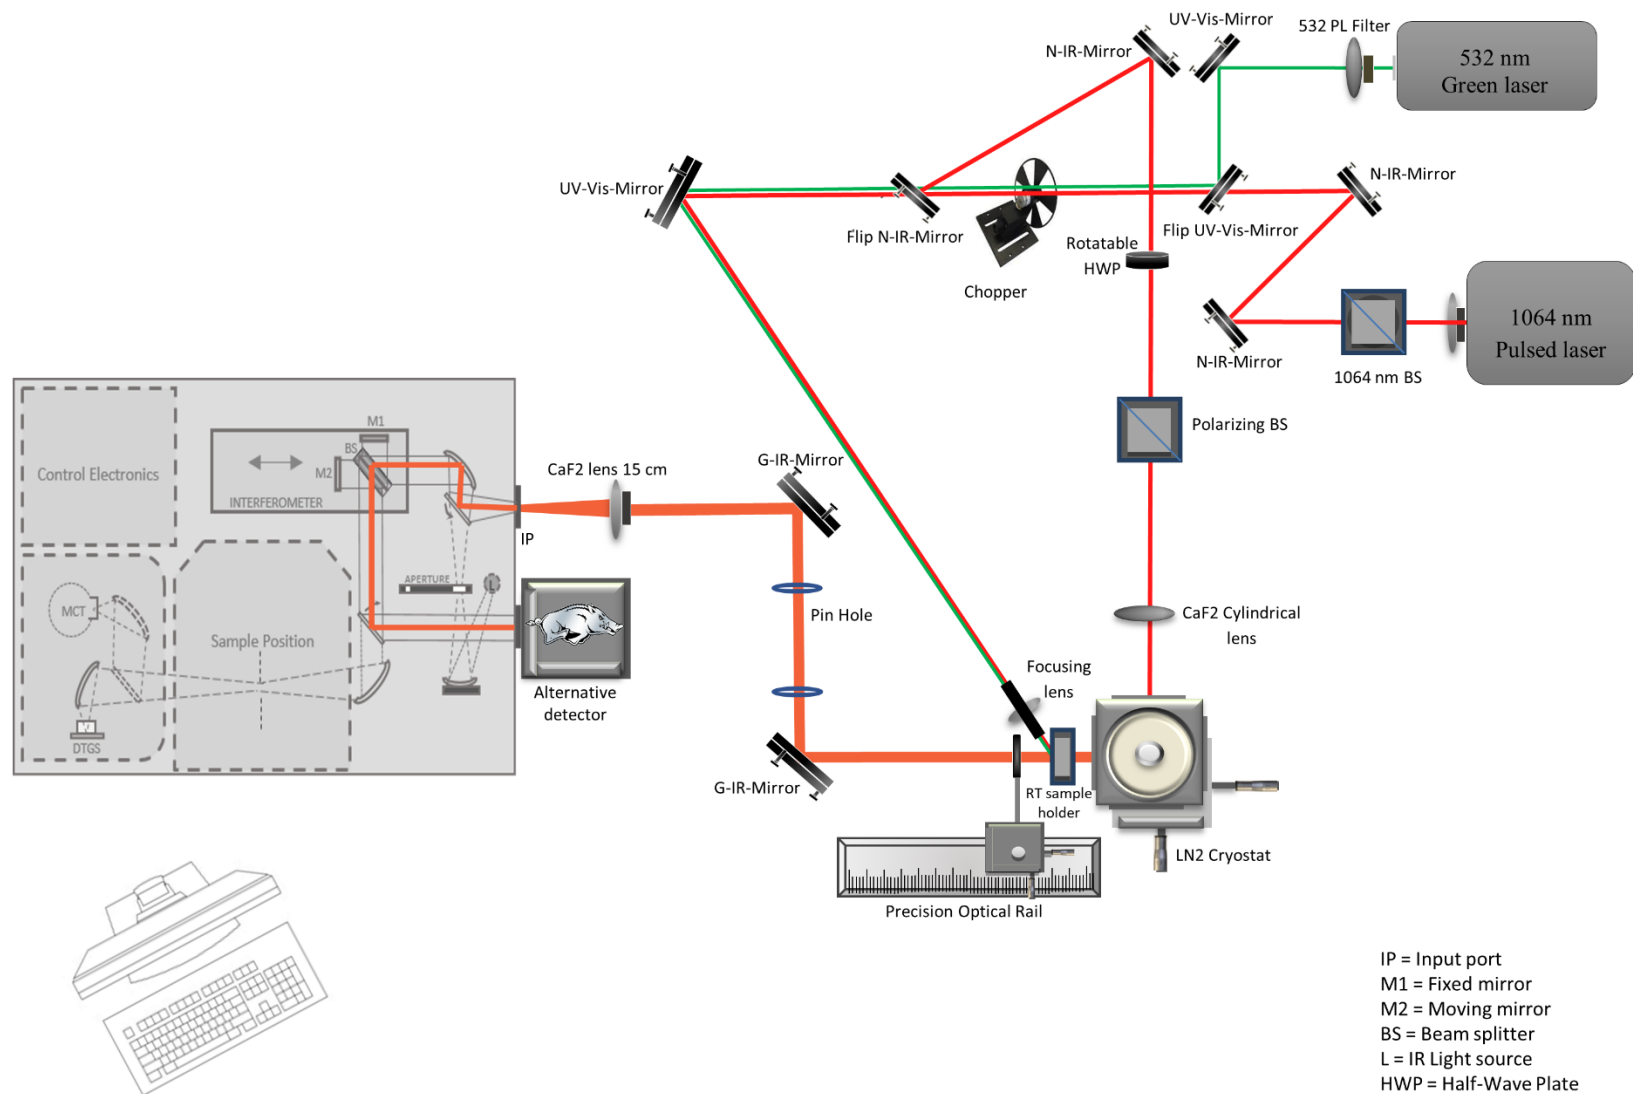 UV-Vis-Mirror
532 PL Filter
N-IR-Mirror
532 nm
Green laser
UV-Vis-Mirror
N-IR-Mirror
Flip N-IR-Mirror
Flip UV-Vis-Mirror
Rotatable
HWP
Chopper
1064 nm
Pulsed laser
N-IR-Mirror
1064 nm BS
Polarizing BS
M1
BS
M2
Control Electronics
INTERFEROMETER
CaF2 lens 15 cm
G-IR-Mirror
IP
APERTURE
L
MCT
Sample Position
Pin Hole
CaF2 Cylindrical
lens
Focusing
lens
Alternative
detector
DTGS
G-IR-Mirror
RT sample
holder
LN2 Cryostat
Precision Optical Rail
IP = Input port
M1 = Fixed mirror
M2 = Moving mirror
BS = Beam splitter
L = IR Light source
HWP = Half-Wave Plate